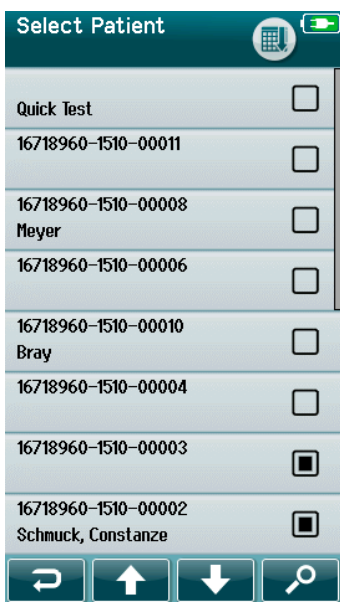 Select Patient
Quick Test
16718960-1510-00011
16718960-1510-00008
Meyer
16718960-1510-00006
16718960-1510-00010
Bray
16718960-1510-00004
16718960-1510-00003
16718960-1510-00002
Schmuck, Constanze